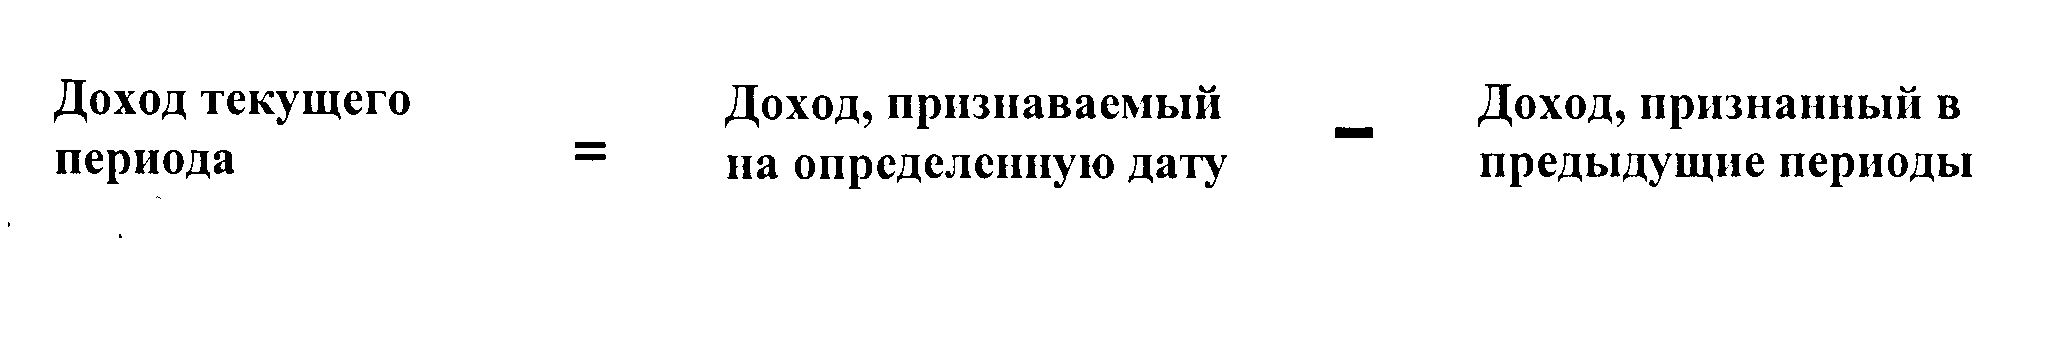 Доход текущего
периода
=
Доход, признаваемый
на определенную дату
–
Доход, признанный в
предыдущие периоды